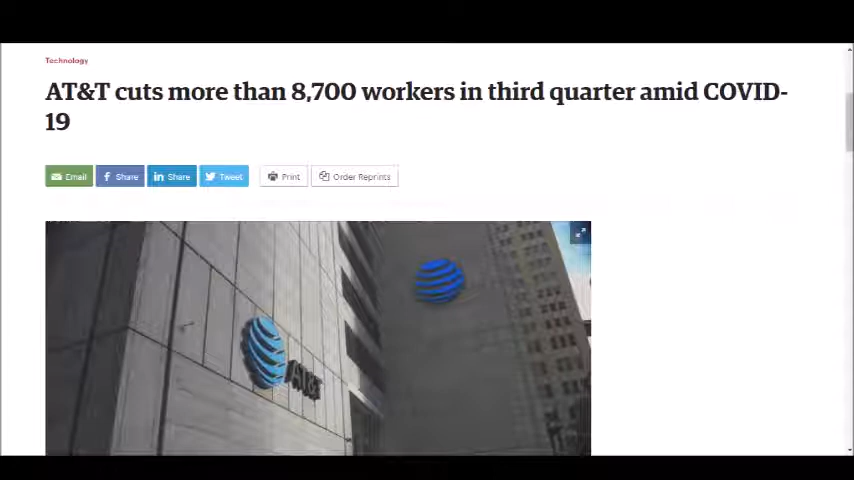 Technology
AT&T cuts more than 8,700 workers in third quarter amid COVID-
19
Email
Share
Share
Tweet
Print
Order Reprints
AT&T